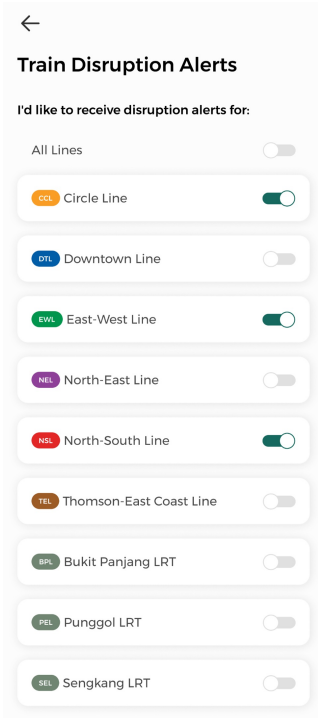 Train Disruption Alerts
I'd like to receive disruption alerts for:
All Lines
CCL Circle Line
DTL Downtown Line
EWL East-West Line
NEL North-East Line
NSL North-South Line
TEL Thomson-East Coast Line
BPL Bukit Panjang LRT
PEL Punggol LRT
SEL Sengkang LRT